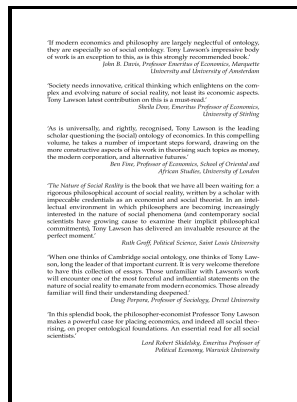 'If modern economics and philosophy are largely neglectful of ontology,
they are especially so of social ontology. Tony Lawson's impressive body
of work is an exception to this, as is this strongly recommended book.'
John B. Davis, Professor Emeritus of Economics, Marquette
University and University of Amsterdam
'Society needs innovative, critical thinking which enlightens on the com-
plex and evolving nature of social reality, not least its economic aspects.
Tony Lawson latest contribution on this is a must-read.'
Sheila Dow, Emeritus Professor of Economics,
University of Stirling
'As is universally, and rightly, recognised, Tony Lawson is the leading
scholar questioning the (social) ontology of economics. In this compelling
volume, he takes a number of important steps forward, drawing on the
more constructive aspects of his work in theorising such topics as money,
the modern corporation, and alternative futures.'
Ben Fine, Professor of Economics, School of Oriental and
African Studies, University of London
'The Nature of Social Reality is the book that we have all been waiting for a
rigorous philosophical account of social reality, written by a scholar with
impeccable credentials as an economist and social theorist. In an intel-
lectual environment in which philosophers are becoming increasingly
interested in the nature of social phenomena (and contemporary social
scientists have growing cause to examine their implicit philosophical
commitments), Tony Lawson has delivered an invaluable resource at the
perfect moment.'
Ruth Groff, Political Science, Saint Louis University
'When one thinks of Cambridge social ontology, one thinks of Tony Law-
son, long the leader of that important current. It is very welcome therefore
to have this collection of essays. Those unfamiliar with Lawson's work
will encounter one of the most forceful and influential statements on the
nature of social reality to emanate from modern economics. Those already
familiar will find their understanding deepened.'
Doug Porpora, Professor of Sociology, Drexel University
'In this splendid book, the philosopher-economist Professor Tony Lawson
makes a powerful case for placing economics, and indeed all social theo-
rising, on proper ontological foundations. An essential read for all social
scientists.'
Lord Robert Skidelsky, Emeritus Professor of
Political Economy, Warwick University